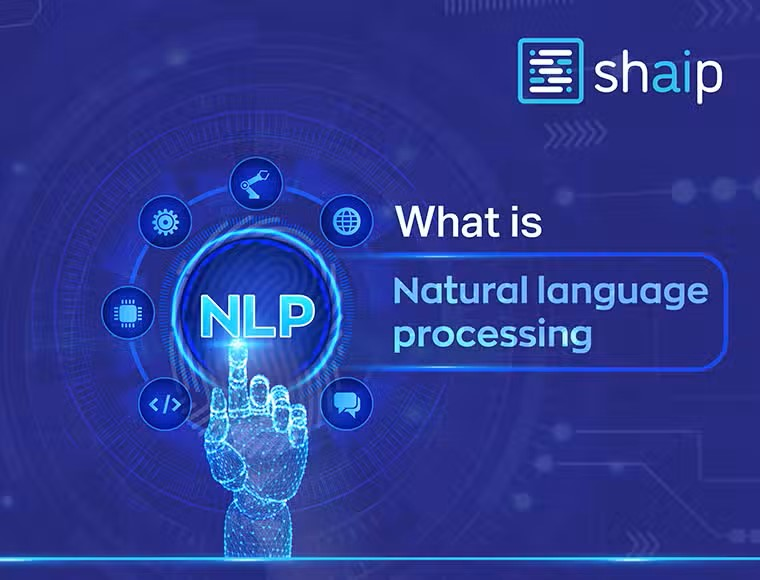 shaip
What is
NLP
Natural language
processing
</>